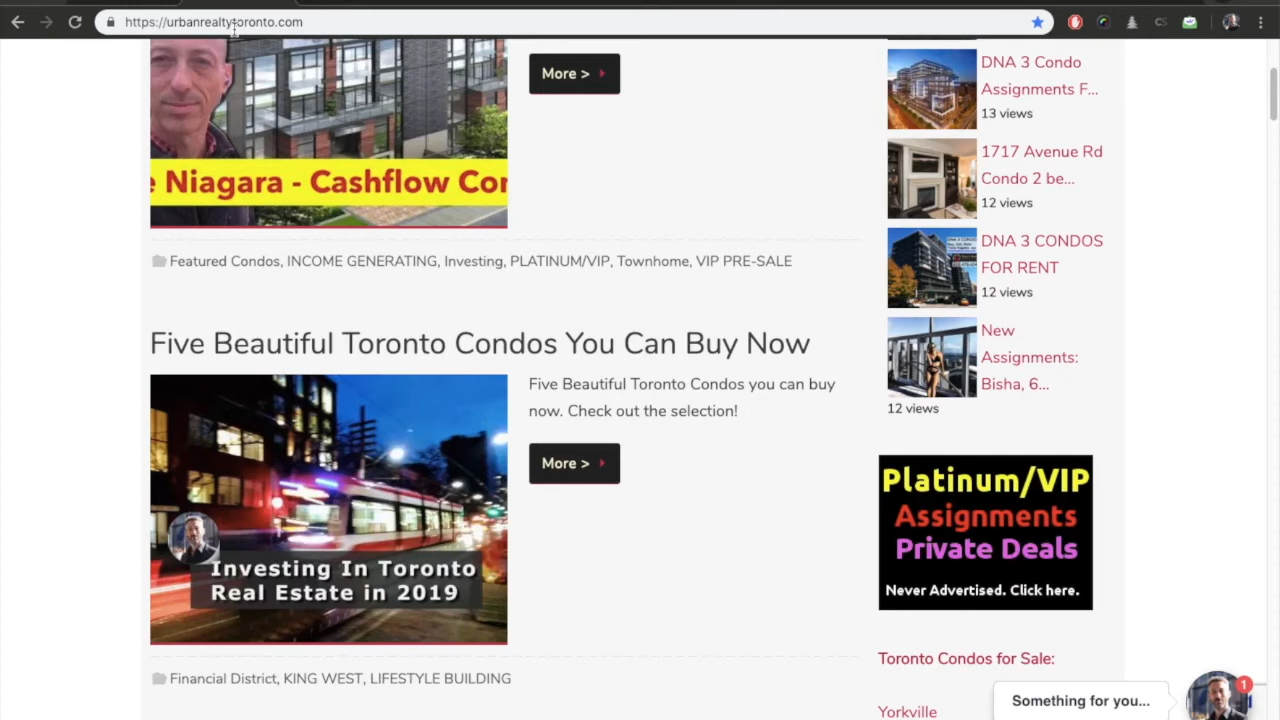 https://urbanrealtytoronto.com
More >
Niagara - Cashflow Co
Featured Condos, INCOME GENERATING, Investing, PLATINUM/VIP, Townhome, VIP PRE-SALE
Five Beautiful Toronto Condos You Can Buy Now
Five Beautiful Toronto Condos you can buy
now. Check out the selection!
More >
Investing In Toronto
Real Estate in 2019
Financial District, KING WEST, LIFESTYLE BUILDING
DNA 3 Condo
Assignments F...
13 views
1717 Avenue Rd
Condo 2 be...
12 views
DNA 3 CONDOS
FOR RENT
12 views
New
Assignments:
Bisha, 6...
12 views
Platinum/VIP
Assignments
Private Deals
Never Advertised. Click here.
Toronto Condos for Sale:
Yorkville
Something for you...
1